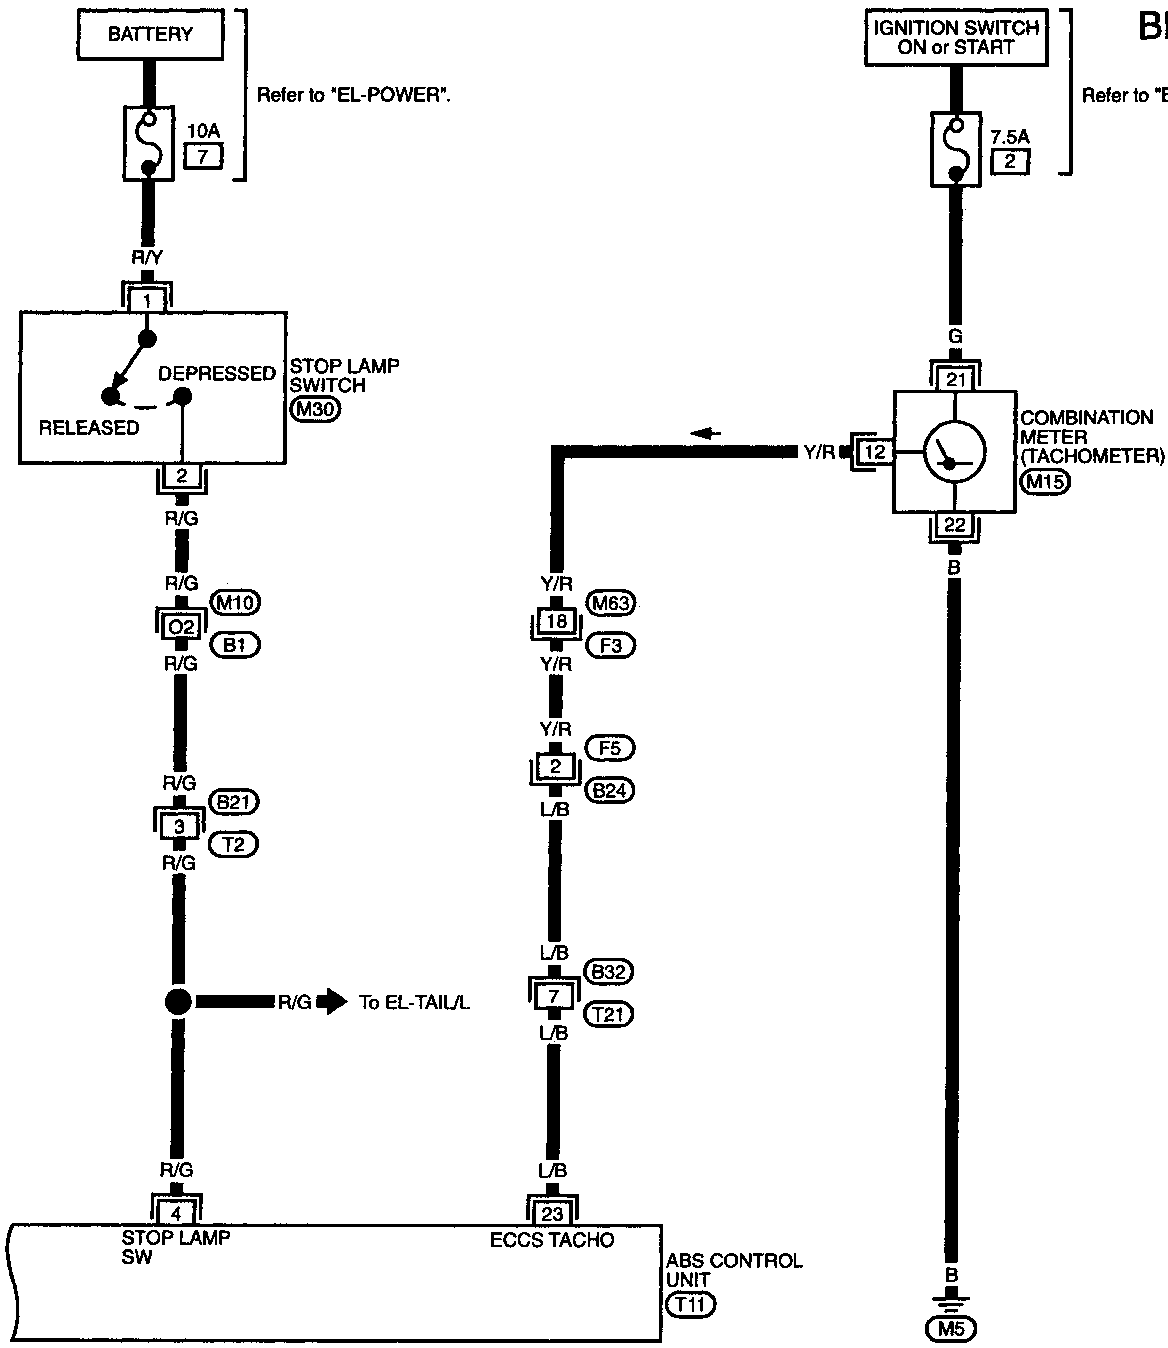 BATTERY
Refer to "EL-POWER".
10A
7
R/Y
1
DEPRESSED
RELEASED
STOP LAMP
SWITCH
M30
2
R/G
R/G
M10
O2
B1
R/G
R/G
B21
3
T2
R/G
R/G
To EL-TAIL/L
R/G
4
STOP LAMP
SW
IGNITION SWITCH
ON or START
Refer to "E
7.5A
2
G
21
COMBINATION
METER
(TACHOMETER)
M15
12
Y/R
22
B
Y/R
M63
18
F3
Y/R
Y/R
F5
2
B24
L/B
L/B
B32
7
T21
L/B
L/B
23
ECCS TACHO
ABS CONTROL
UNIT
T11
B
M5